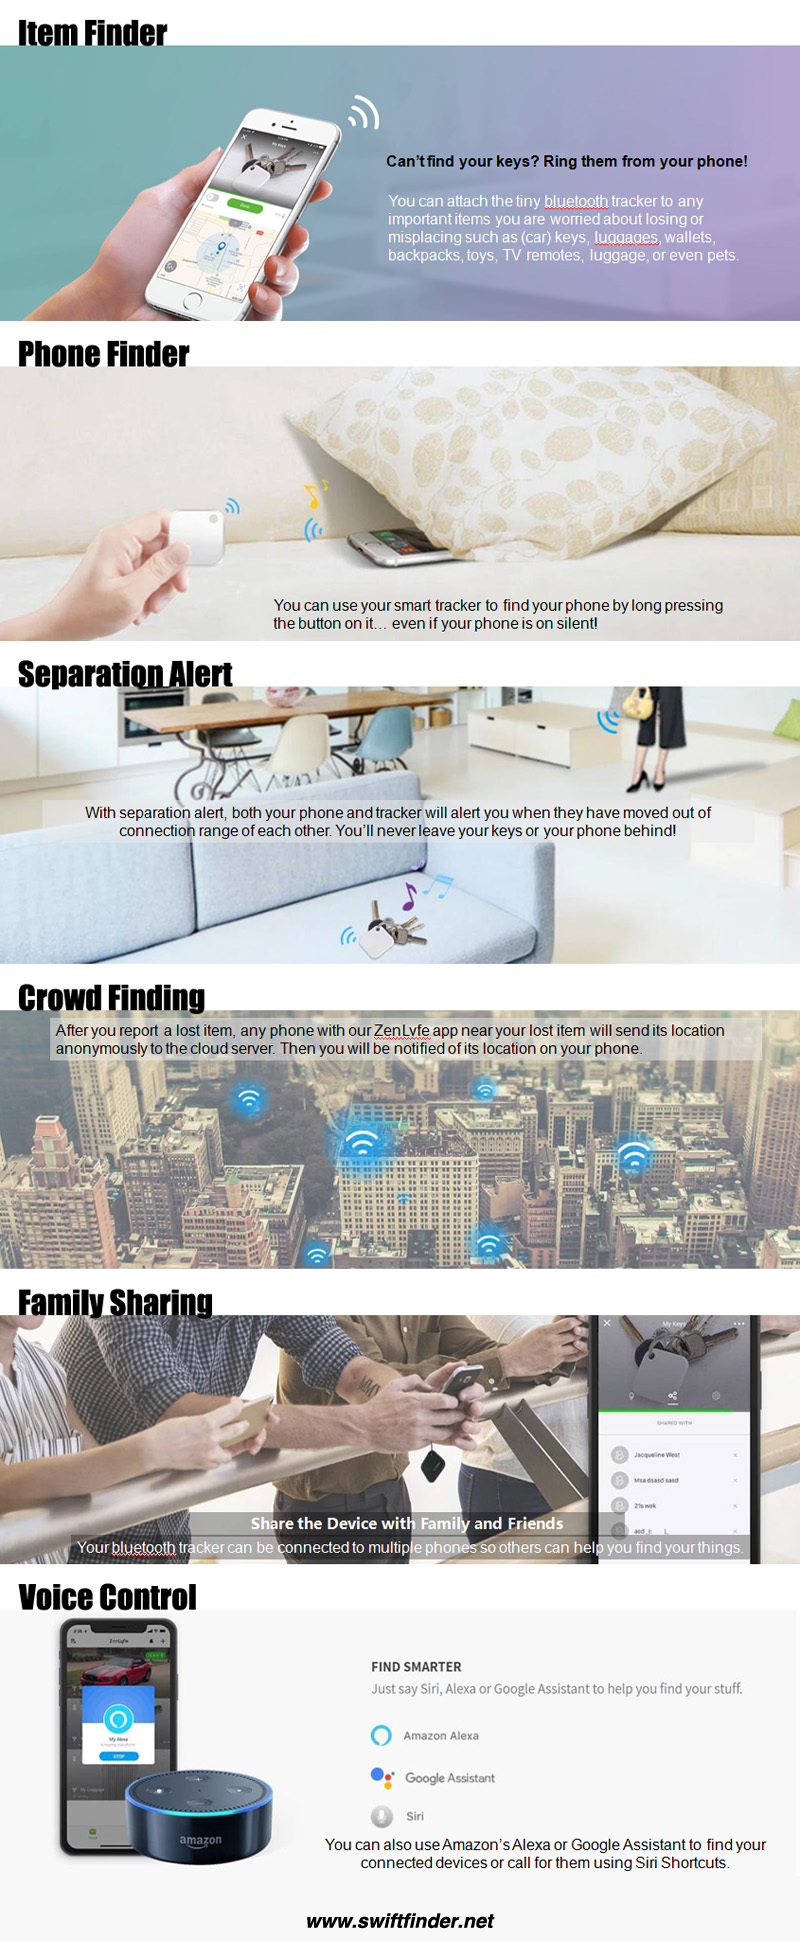 Item Finder
My Keys
Done
Can't find your keys? Ring them from your phone!
You can attach the tiny bluetooth tracker to any
important items you are worried about losing or
misplacing such as (car) keys, luggages, wallets,
backpacks, toys, TV remotes, luggage, or even pets.
Phone Finder
You can use your smart tracker to find your phone by long pressing
the button on it... even if your phone is on silent!
Separation Alert
With separation alert, both your phone and tracker will alert you when they have moved out of
connection range of each other. You'll never leave your keys or your phone behind!
Crowd Finding
After you report a lost item, any phone with our ZenLyfe app near your lost item will send its location
anonymously to the cloud server. Then you will be notified of its location on your phone.
Family Sharing
My Keys
SHARED WITH
Jacqueline West
Msa dsasd sasd
21s wek
asd
Share the Device with Family and Friends
Your bluetooth tracker can be connected to multiple phones so others can help you find your things.
Voice Control
ZenLyfe
My Alexa
STOP
amazon
FIND SMARTER
Just say Siri, Alexa or Google Assistant to help you find your stuff.
Amazon Alexa
Google Assistant
Siri
You can also use Amazon's Alexa or Google Assistant to find your
connected devices or call for them using Siri Shortcuts.
www.swiftfinder.net